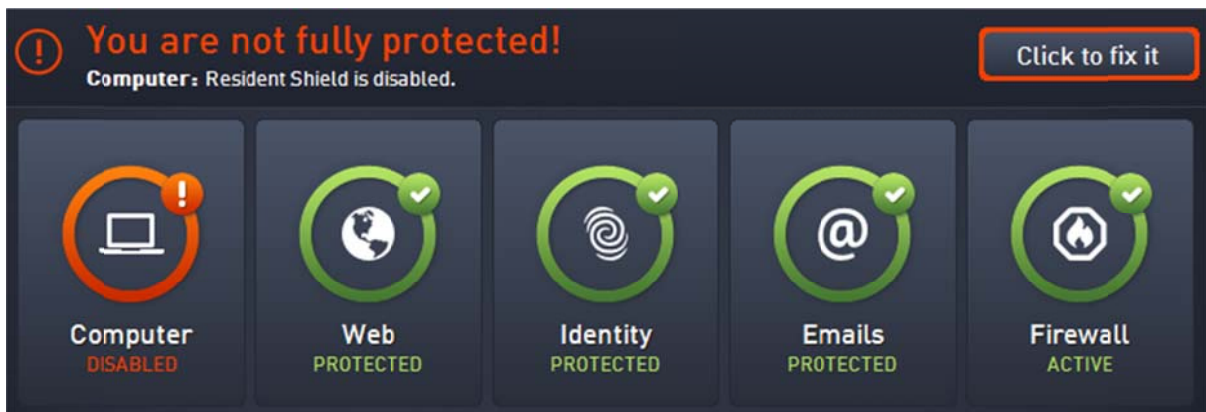 You are not fully protected!
Computer: Resident Shield is disabled.
Click to fix it
Computer
DISABLED
Web
PROTECTED
Identity
PROTECTED
Emails
PROTECTED
Firewall
ACTIVE